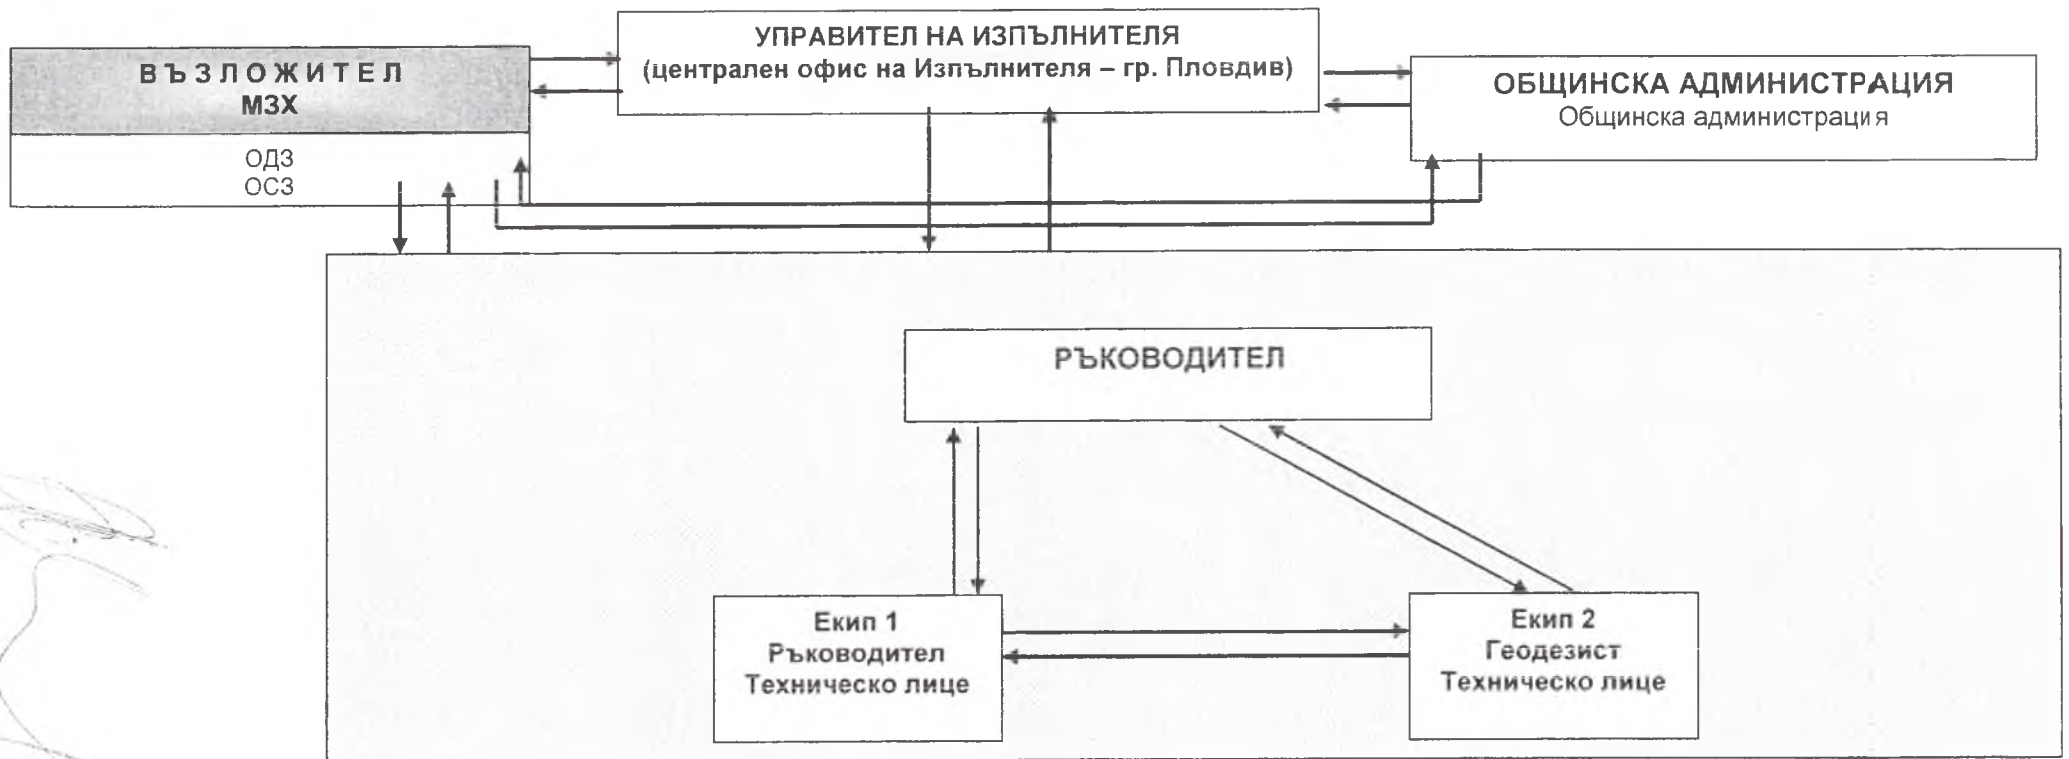 ВЪЗЛОЖИТЕЛ
МЗХ
ОДЗ
ОСЗ
УПРАВИТЕЛ НА ИЗПЪЛНИТЕЛЯ
(централен офис на Изпълнителя – гр. Пловдив)
ОБЩИНСКА АДМИНИСТРАЦИЯ
Общинска администрация
РЪКОВОДИТЕЛ
Екип 1
Ръководител
Техническо лице
Екип 2
Геодезист
Техническо лице